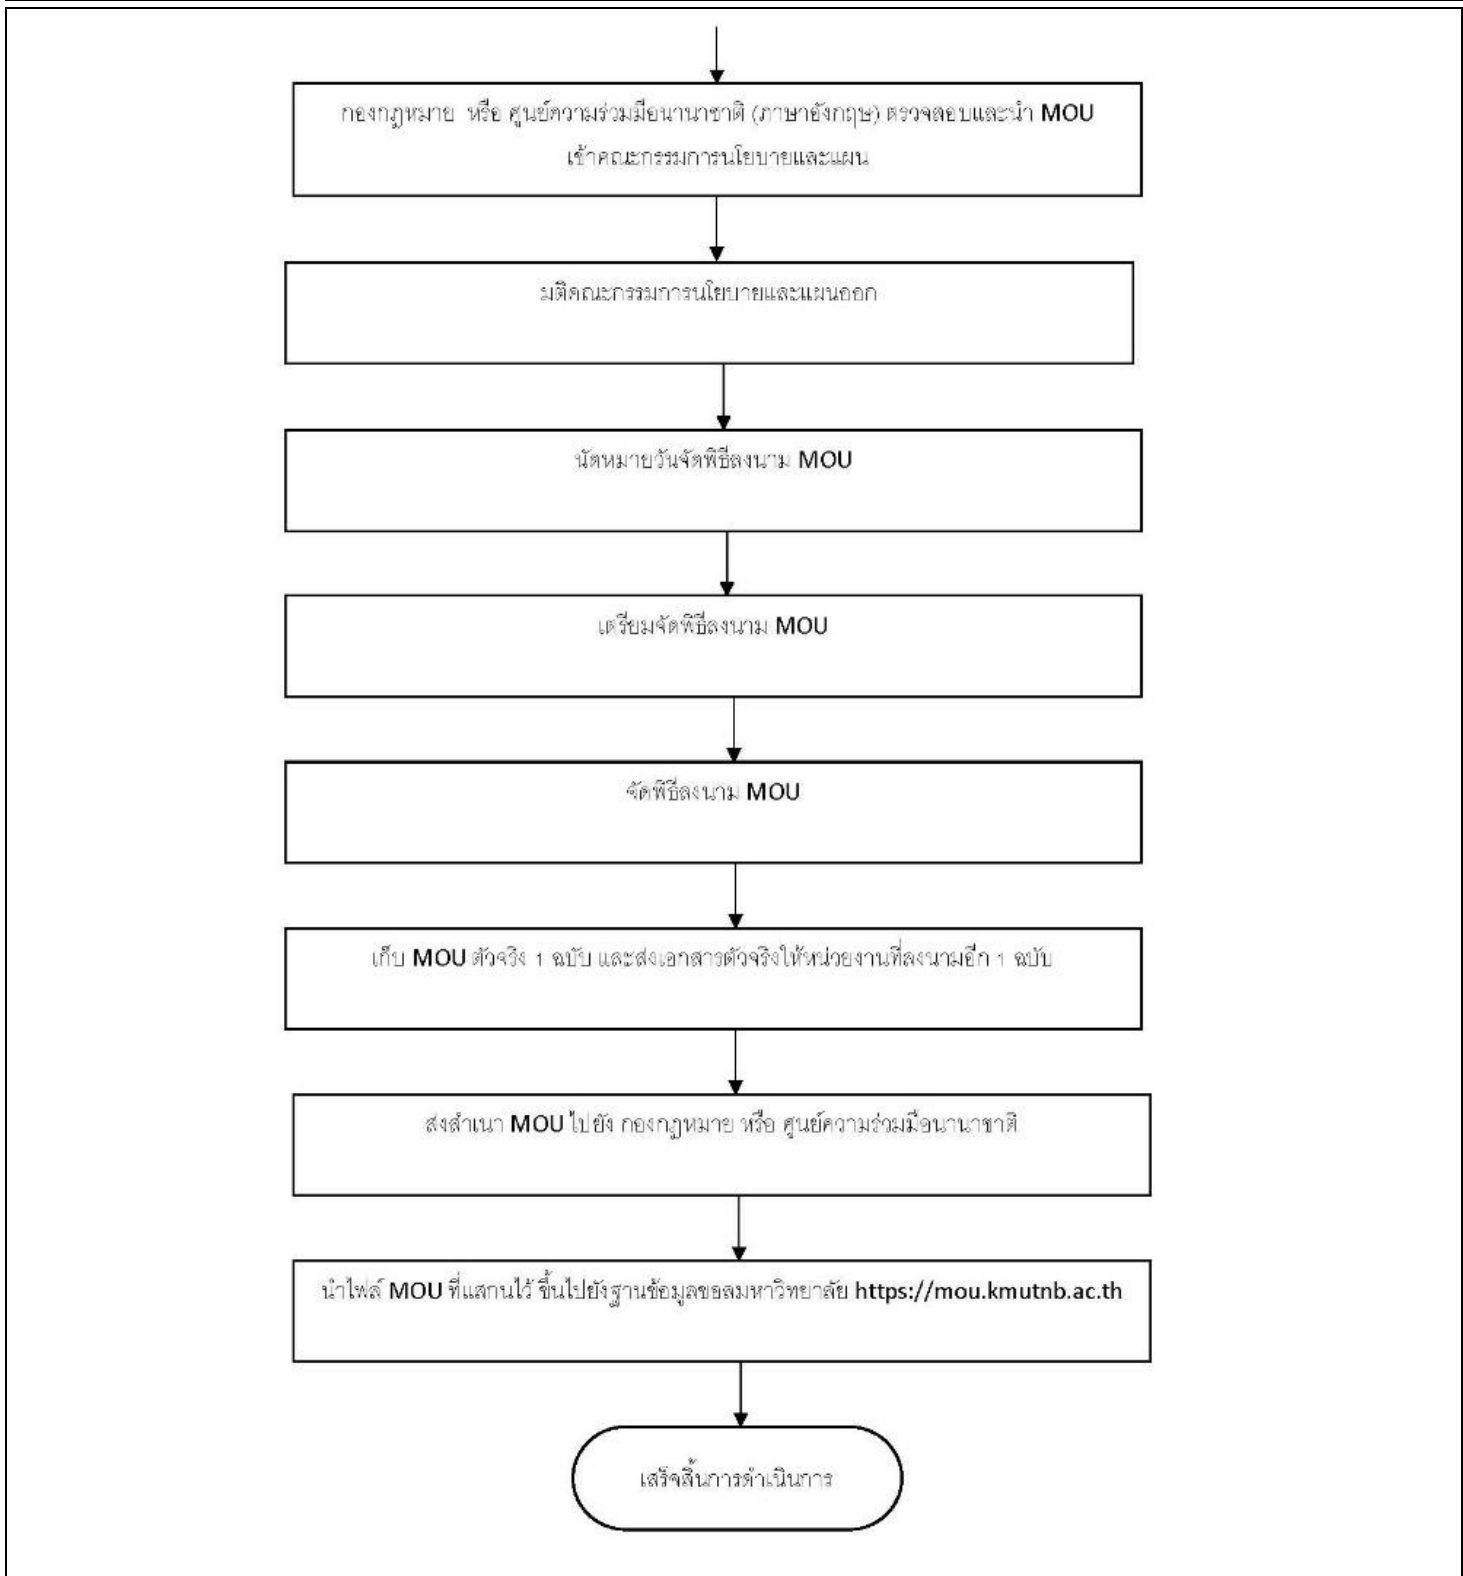 กองกฎหมาย หรือ ศูนย์ความร่วมมือนานาชาติ (ภาษาอังกฤษ) ตรวจสอบและนำ MOU
เข้าคณะกรรมการนโยบายและแผน
มติคณะกรรมการนโยบายและแผนออก
นัดหมายวันจัดพิธีลงนาม MOU
เตรียมจัดพิธีลงนาม MOU
จัดพิธีลงนาม MOU
เก็บ MOU ตัวจริง 1 ฉบับ และส่งเอกสารตัวจริงให้หน่วยงานที่ลงนามอีก 1 ฉบับ
ส่งสำเนา MOU ไปยัง กองกฎหมาย หรือ ศูนย์ความร่วมมือนานาชาติ
นำไฟล์ MOU ที่แสกนไว้ ขึ้นไปยังฐานข้อมูลขอลมหาวิทยาลัย https://mou.kmutnb.ac.th
เสร็จสิ้นการดำเนินการ